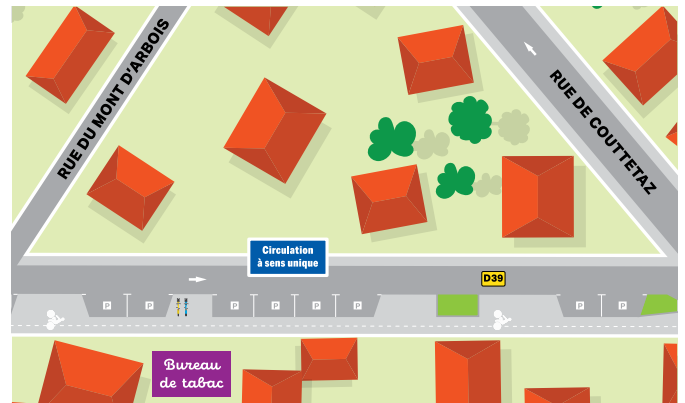 RUE DU MONT D'ARBOIS
RUE DE COUTTETAZ
Circulation
à sens unique
D39
P
P
P
P
P
P
P
P
Bureau
de tabac